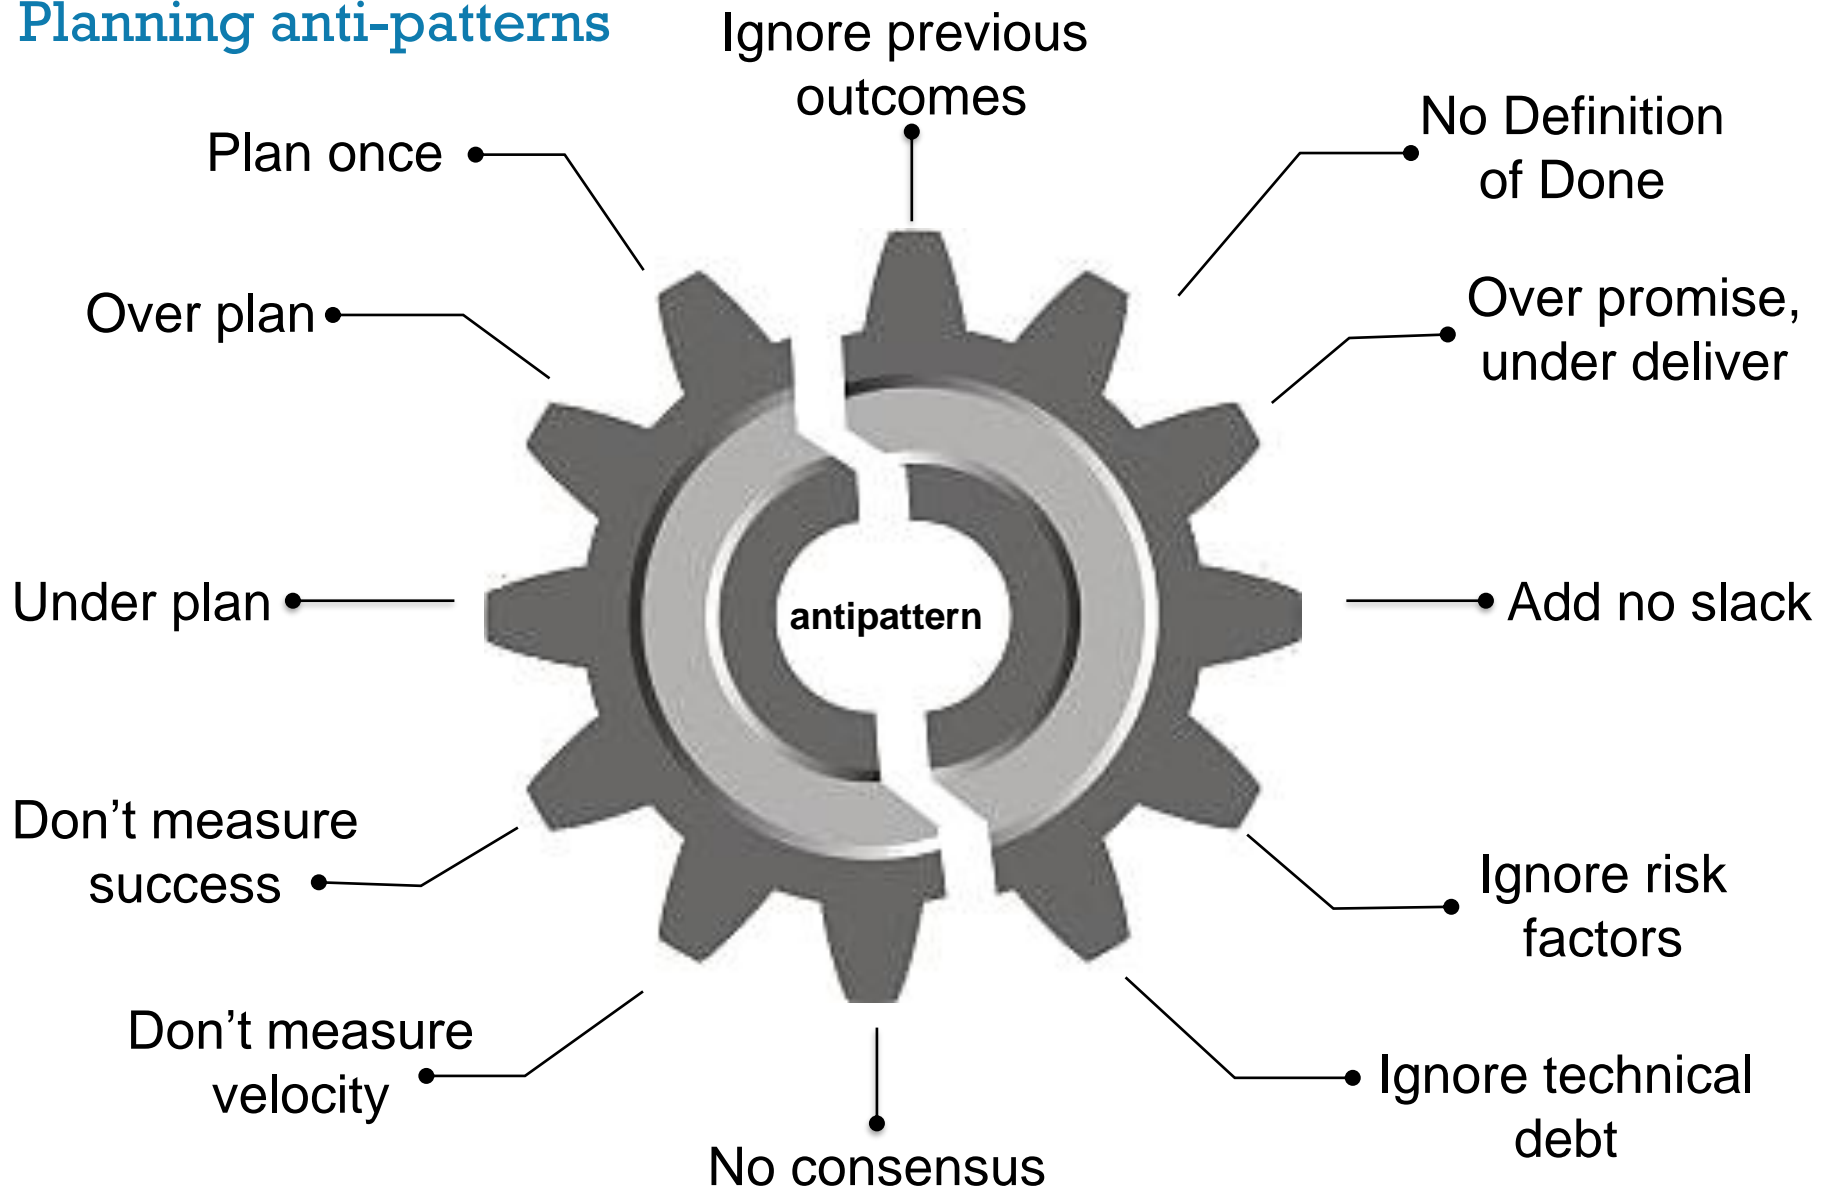 Planning anti-patterns
Ignore previous
outcomes
No Definition
of Done
Over promise,
under deliver
Add no slack
Ignore risk
factors
Ignore technical
debt
No consensus
Don’t measure
velocity
Don’t measure
success
Under plan
Over plan
Plan once
antipattern